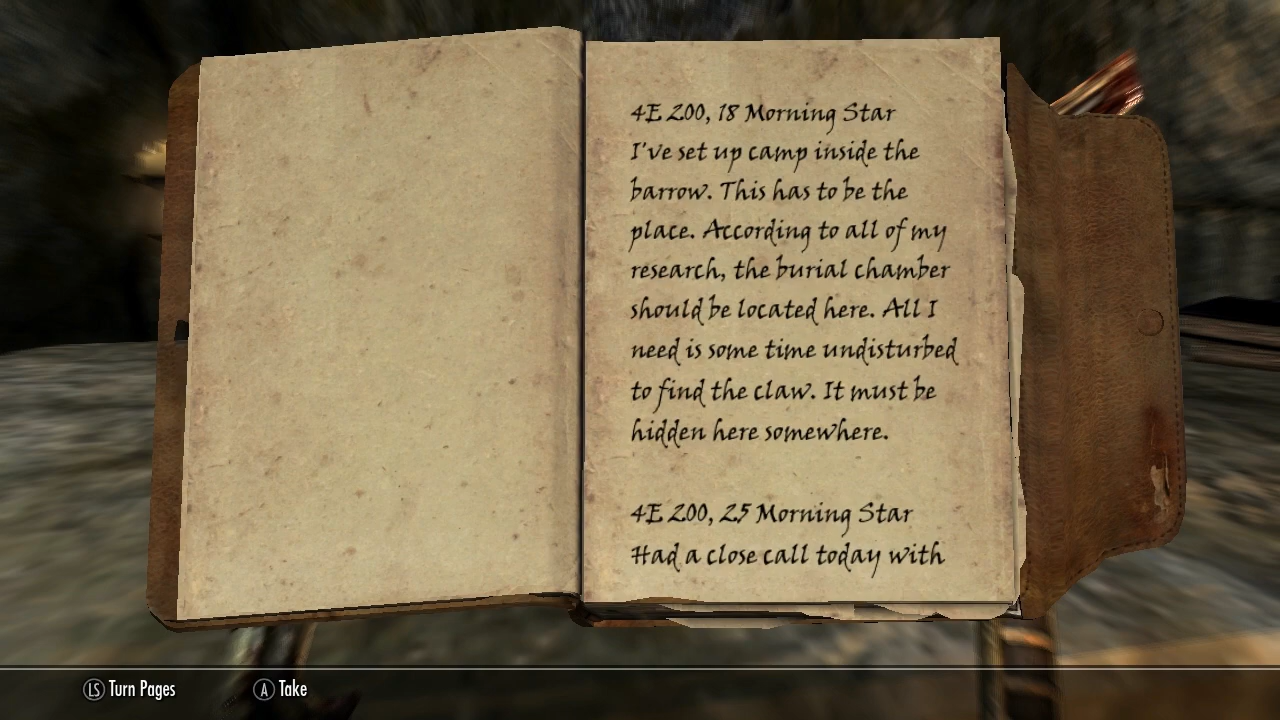 4E 200, 18 Morning Star
I've set up camp inside the
barrow. This has to be the
place. According to all of my
research, the burial chamber
should be located here. All I
need is some time undisturbed
to find the claw. It must be
hidden here somewhere.
4E 200, 25 Morning Star
Had a close call today with
LS Turn Pages
A Take